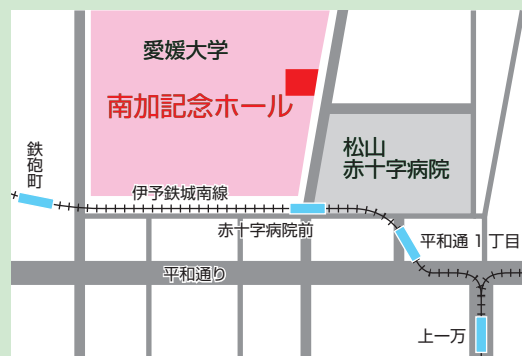 愛媛大学
南加記念ホール
松山
赤十字病院
鉄砲町
伊予鉄城南線
赤十字病院前
平和通1丁目
平和通り
上一万